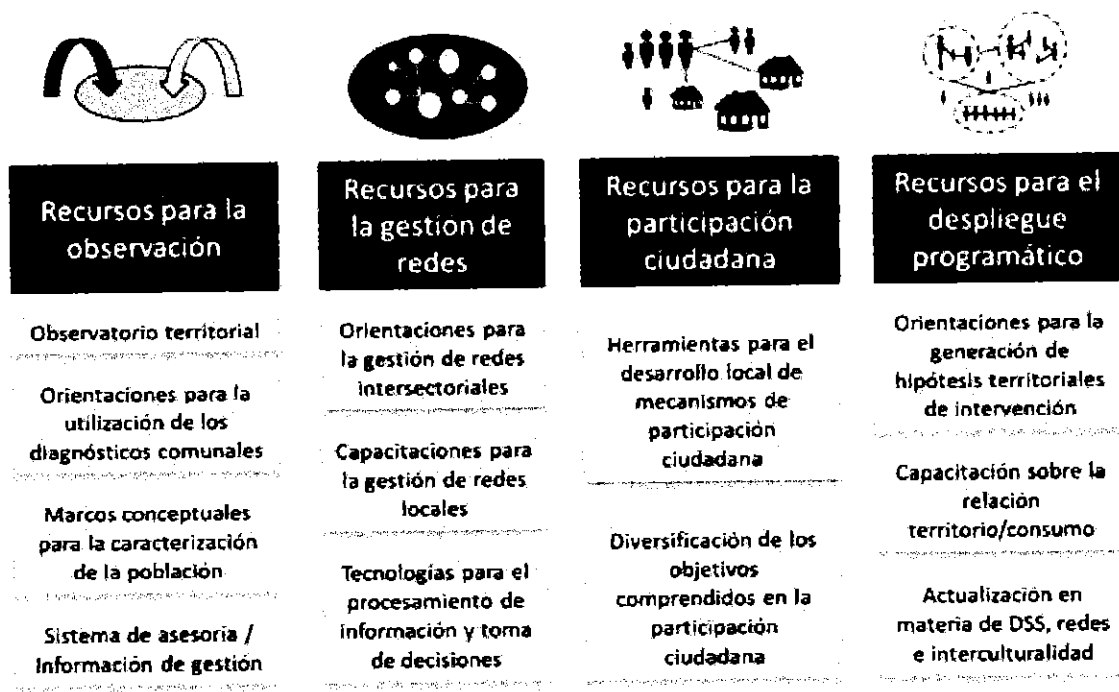 Recursos para la
observación
Observatorio territorial
Orientaciones para la
utilización de los
diagnósticos comunales
Marcos conceptuales
para la caracterización
de la población
Sistema de asesoría /
Información de gestión
Recursos para
la gestión de
redes
Orientaciones para
la gestión de redes
intersectoriales
Capacitaciones para
la gestión de redes
locales
Tecnologías para el
procesamiento de
información y toma
de decisiones
Recursos para la
participación
ciudadana
Herramientas para el
desarrollo local de
mecanismos de
participación
ciudadana
Diversificación de los
objetivos
comprendidos en la
participación
ciudadana
Recursos para el
despliegue
programático
Orientaciones para la
generación de
hipótesis territoriales
de intervención
Capacitación sobre la
relación
territorio/consumo
Actualización en
materia de DSS, redes
e interculturalidad